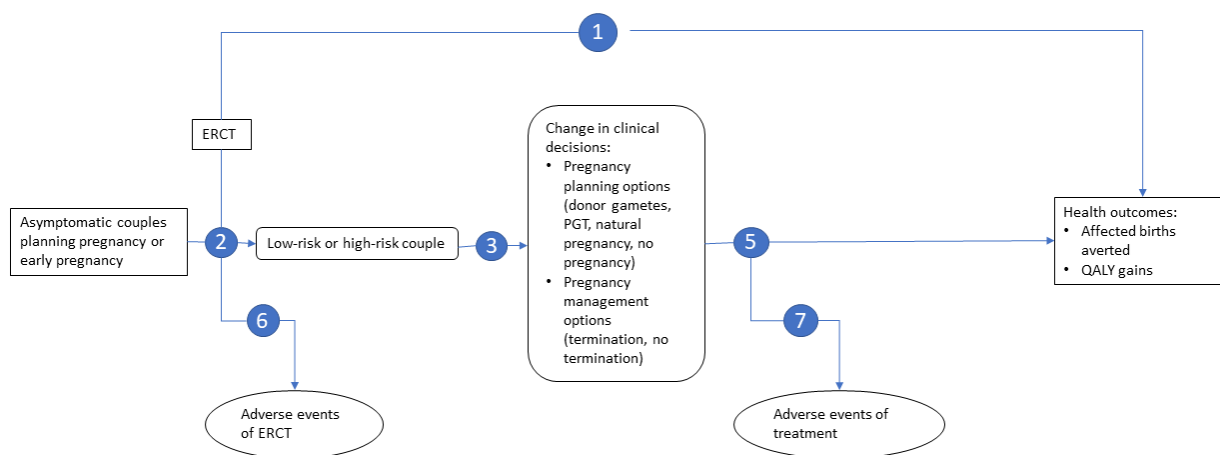 1
ERCT
Asymptomatic couples
planning pregnancy or
early pregnancy
2
Low-risk or high-risk couple
3
Change in clinical
decisions:
• Pregnancy
planning options
(donor gametes,
PGT, natural
pregnancy, no
pregnancy)
• Pregnancy
management
options
(termination, no
termination)
5
Health outcomes:
• Affected births
averted
• QALY gains
6
7
Adverse events
of ERCT
Adverse events of
treatment